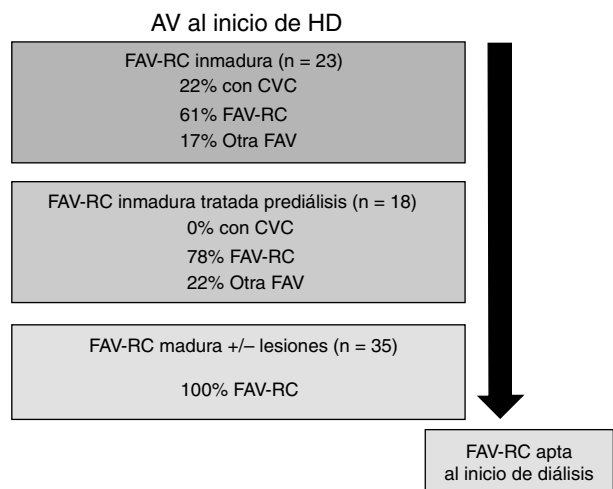 AV al inicio de HD
FAV-RC inmadura (n = 23)
22% con CVC
61% FAV-RC
17% Otra FAV
FAV-RC inmadura tratada prediálisis (n = 18)
0% con CVC
78% FAV-RC
22% Otra FAV
FAV-RC madura +/– lesiones (n = 35)
100% FAV-RC
FAV-RC apta
al inicio de diálisis